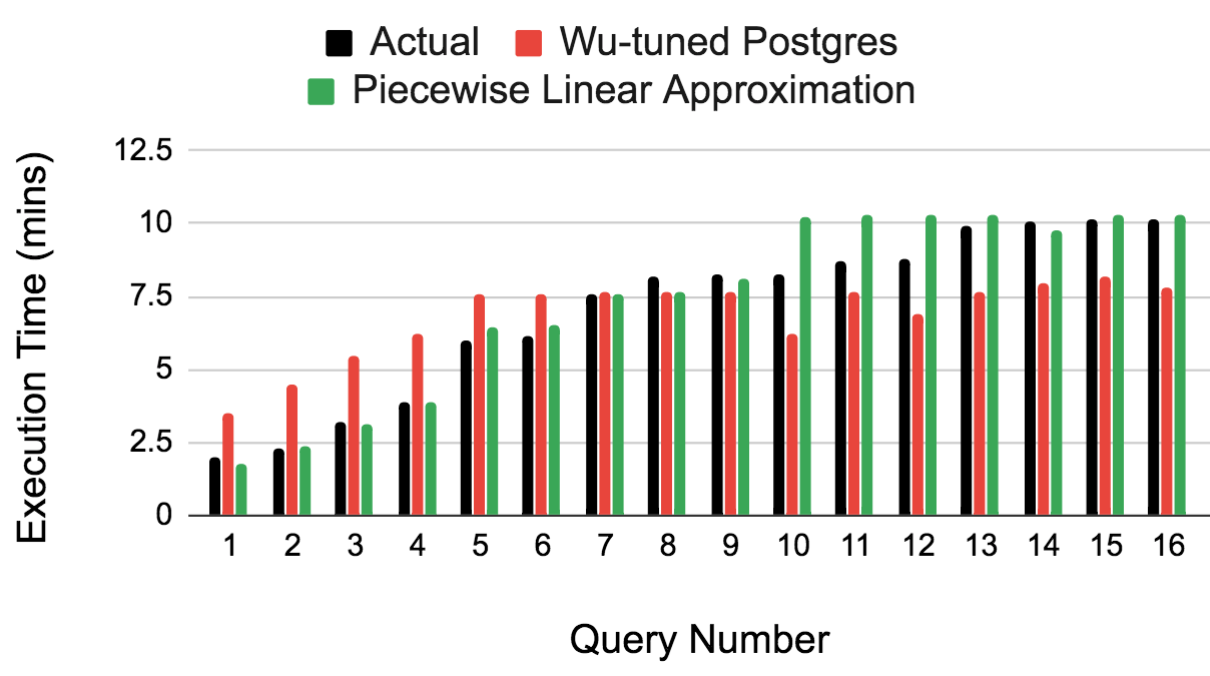 Actual Wu-tuned Postgres
Piecewise Linear Approximation
Execution Time (mins)
12.5
10
7.5
5
2.5
0
1 2 3 4 5 6 7 8 9 10 11 12 13 14 15 16
Query Number